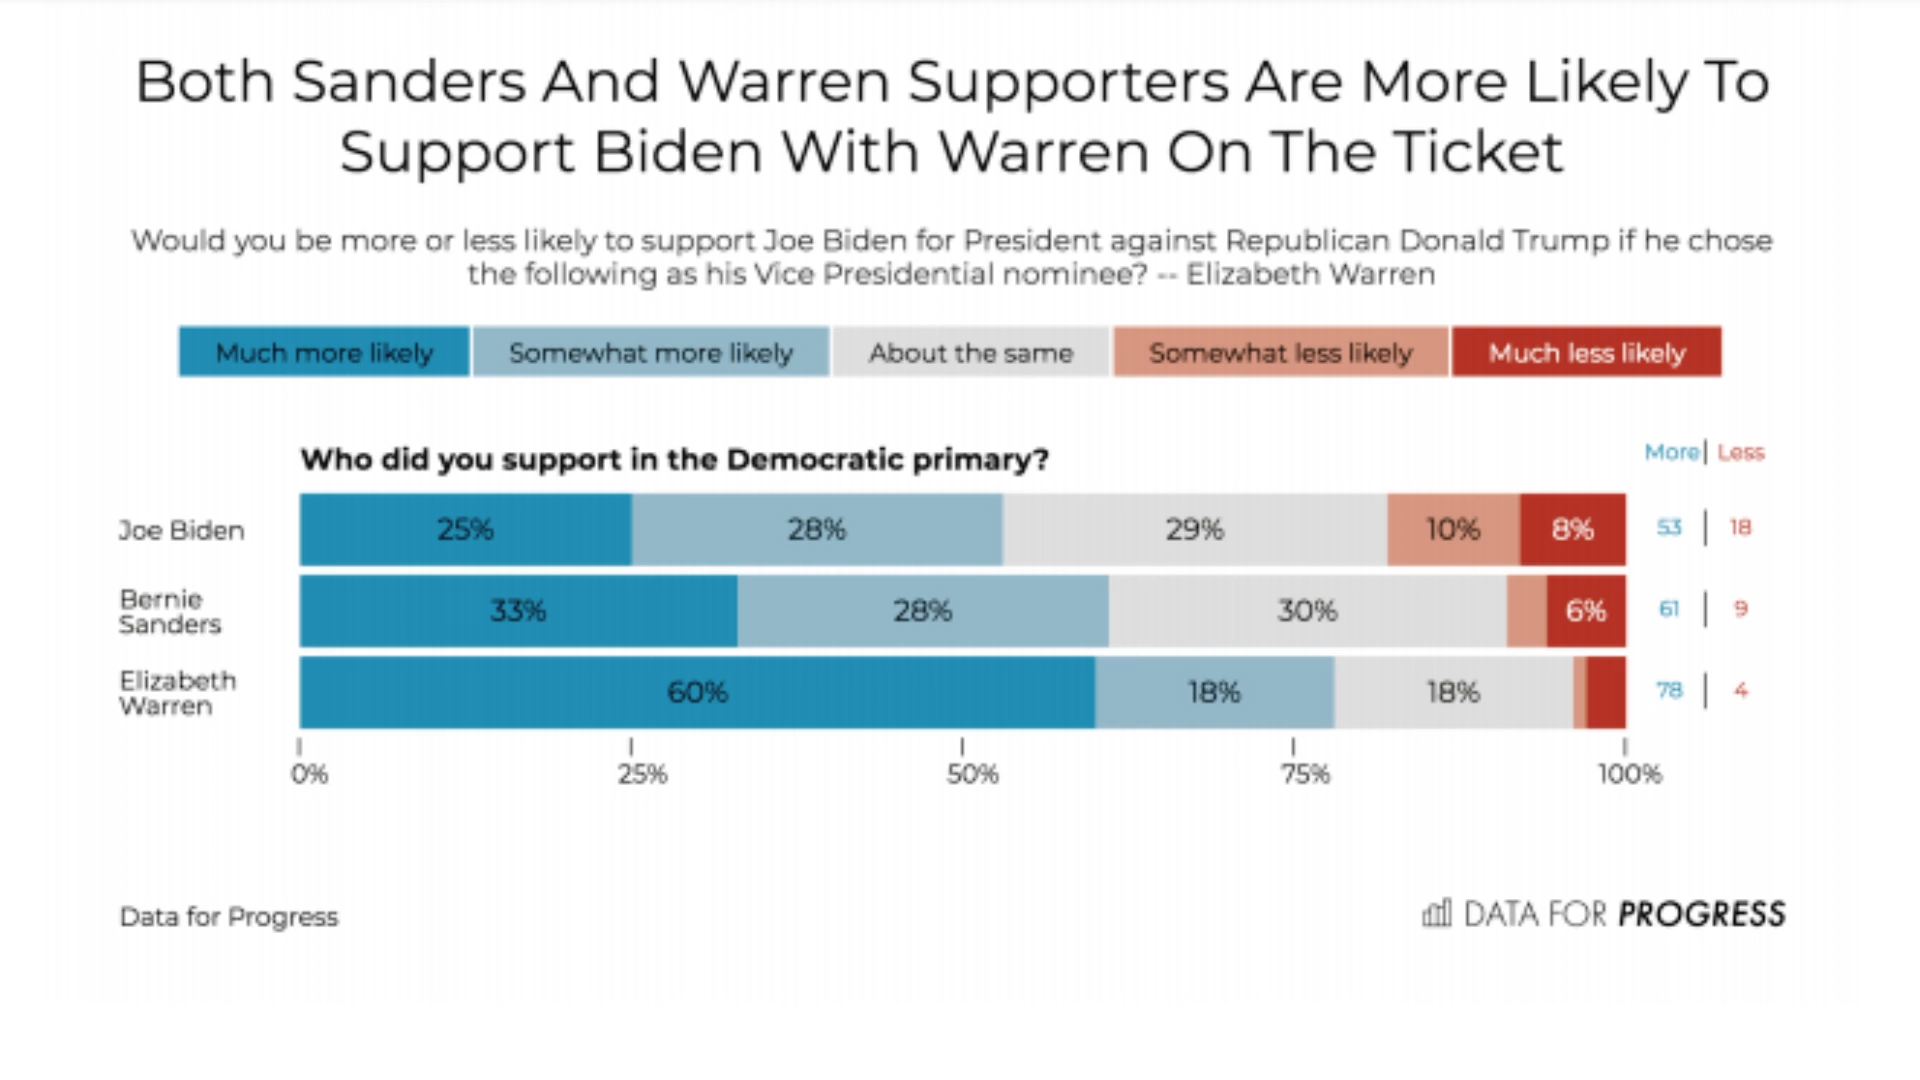 Both Sanders And Warren Supporters Are More Likely To
Support Biden With Warren On The Ticket
Would you be more or less likely to support Joe Biden for President against Republican Donald Trump if he chose
the following as his Vice Presidential nominee? -- Elizabeth Warren
Much more likely Somewhat more likely About the same Somewhat less likely Much less likely
Who did you support in the Democratic primary? More | Less
Joe Biden 25% 28% 29% 10% 8% 53 | 18
Bernie
Sanders 33% 28% 30% 6% 61 | 9
Elizabeth
Warren 60% 18% 18% 78 | 4
0% 25% 50% 75% 100%
Data for Progress DATA FOR PROGRESS